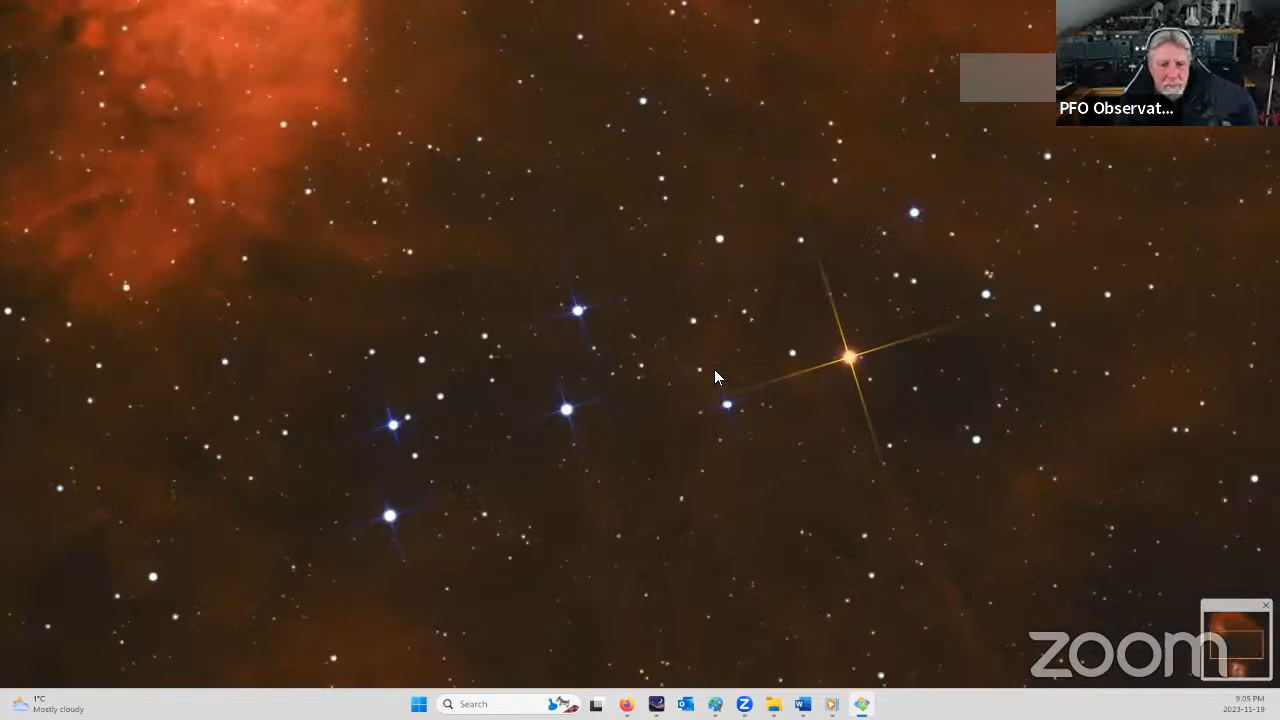 PFO Observat...
zoom
1°C
Mostly cloudy
Search
9:05 PM
2023-11-19